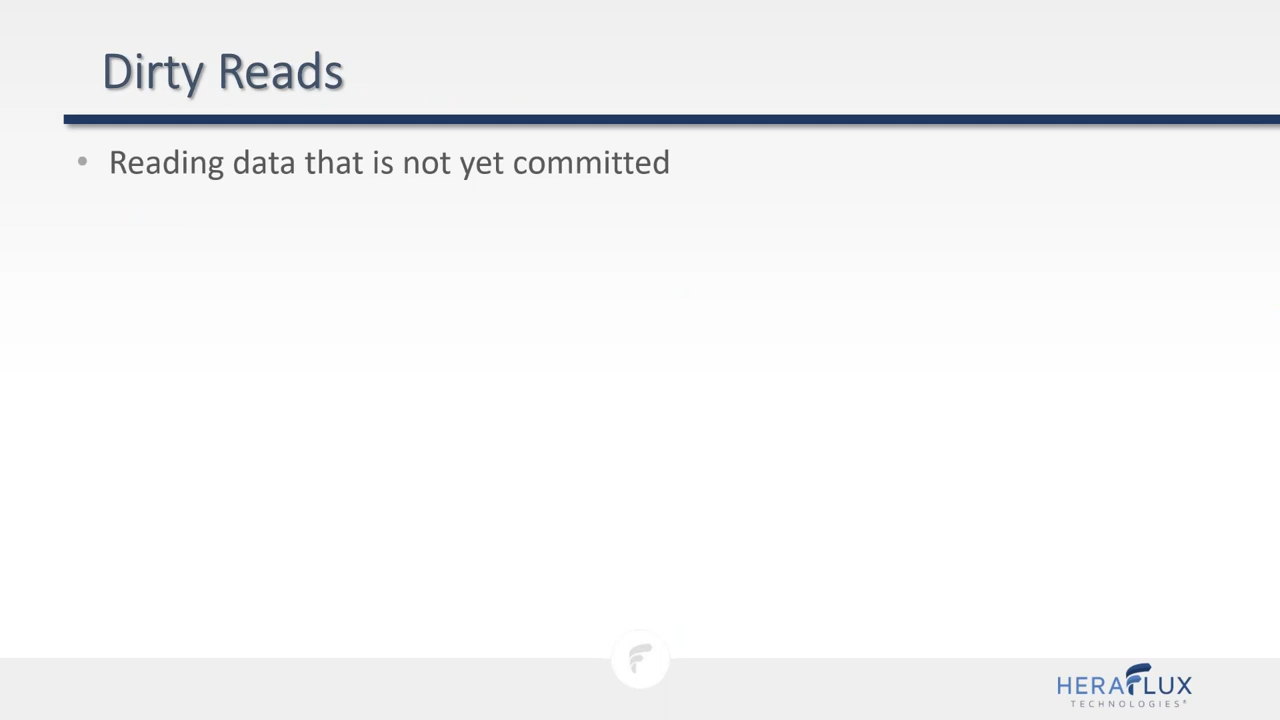 Dirty Reads
• Reading data that is not yet committed
HERAFLUX
TECHNOLOGIES®